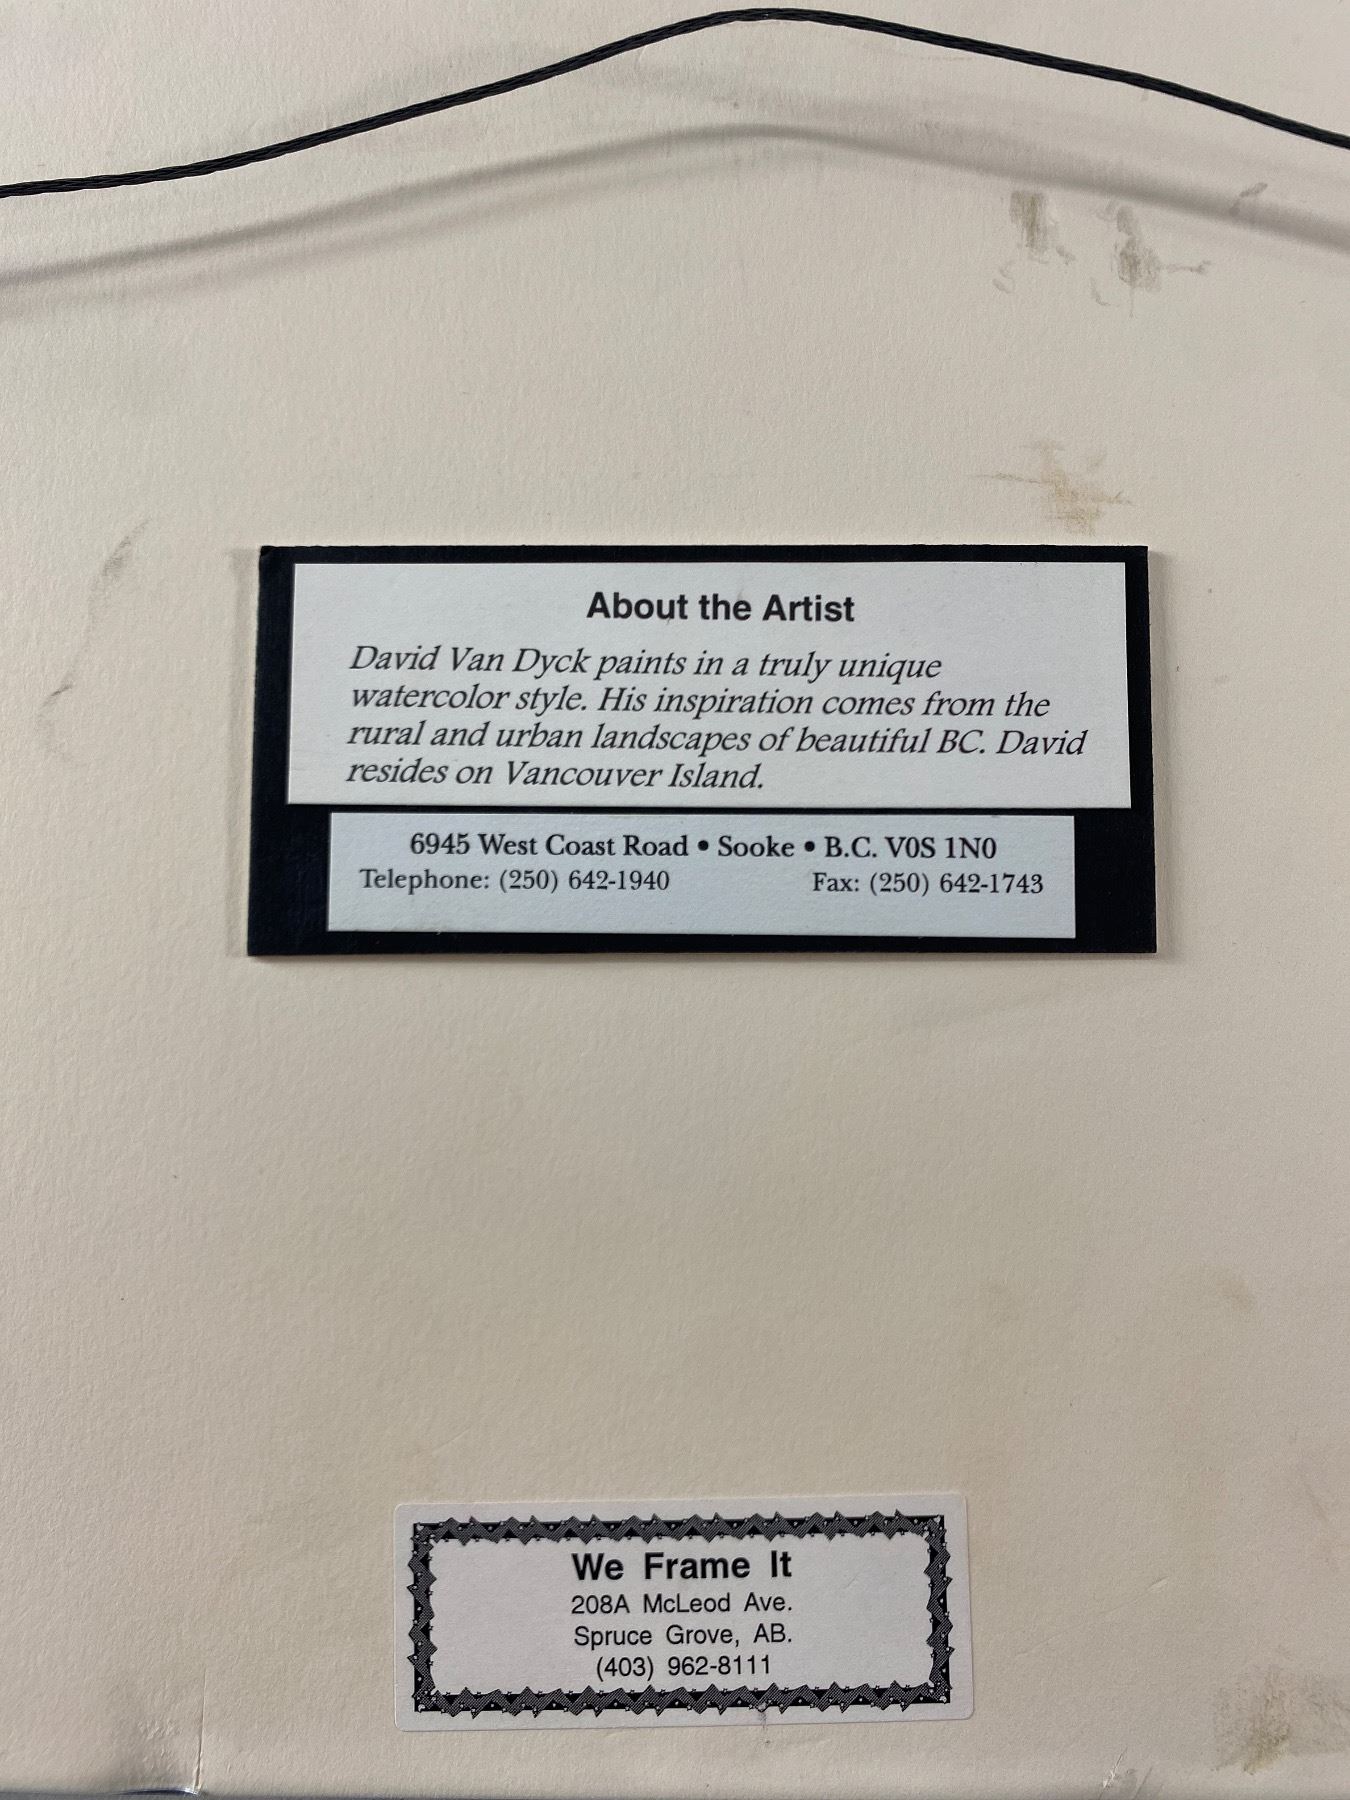 About the Artist
David Van Dyck paints in a truly unique
watercolor style. His inspiration comes from the
rural and urban landscapes of beautiful BC. David
resides on Vancouver Island.
6945 West Coast Road • Sooke • B.C. V0S 1N0
Telephone: (250) 642-1940 Fax: (250) 642-1743
We Frame It
208A McLeod Ave.
Spruce Grove, AB.
(403) 962-8111